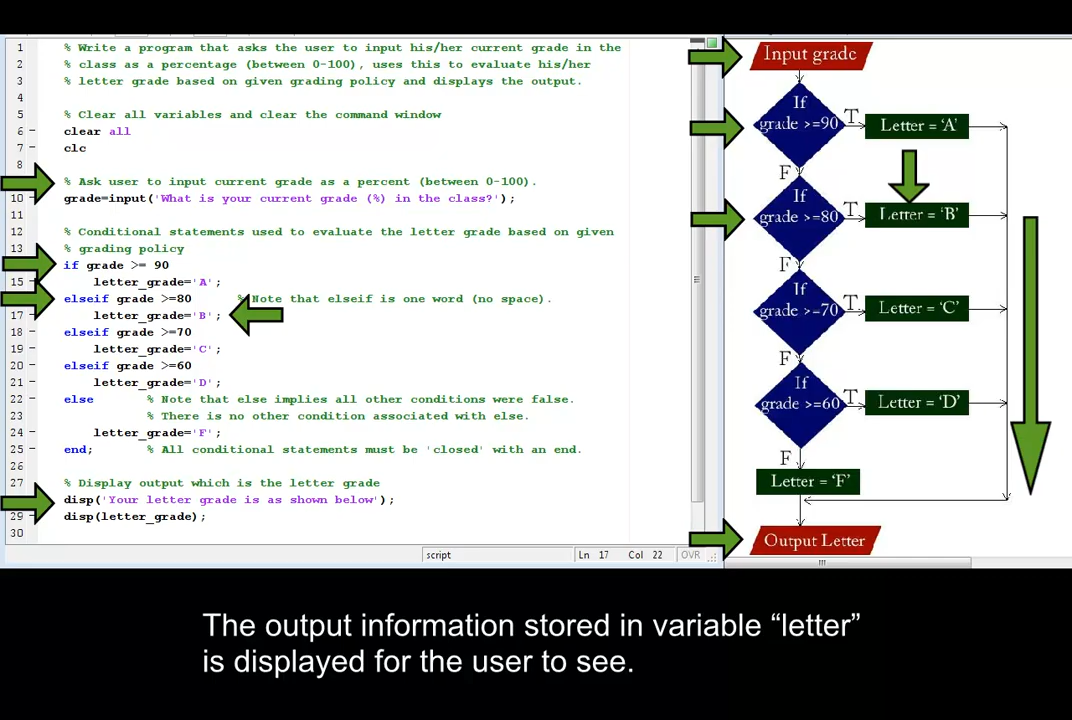 1 % Write a program that asks the user to input his/her current grade in the
2 % class as a percentage (between 0-100), uses this to evaluate his/her
3 % letter grade based on given grading policy and displays the output.
4
5 % Clear all variables and clear the command window
6 - clear all
7 - clc
8
% Ask user to input current grade as a percent (between 0-100).
10 - grade=input('What is your current grade (%) in the class?');
11
12 % Conditional statements used to evaluate the letter grade based on given
13 % grading policy
if grade >= 90
15 - letter_grade='A';
elseif grade >=80 % Note that elseif is one word (no space).
17 - letter_grade='B';
18 - elseif grade >=70
19 - letter_grade='C';
20 - elseif grade >=60
21 - letter_grade='D';
22 - else % Note that else implies all other conditions were false.
23 % There is no other condition associated with else.
24 - letter_grade='F';
25 - end; % All conditional statements must be 'closed' with an end.
26
27 % Display output which is the letter grade
disp('Your letter grade is as shown below');
29 - disp(letter_grade);
30
script Ln 17 Col 22 OVR
Input grade
If
grade >=90
T
Letter = ‘A’
F
If
grade >=80
T
Letter = ‘B’
F
If
grade >=70
T
Letter = ‘C’
F
If
grade >=60
T
Letter = ‘D’
F
Letter = ‘F’
Output Letter
The output information stored in variable “letter”
is displayed for the user to see.